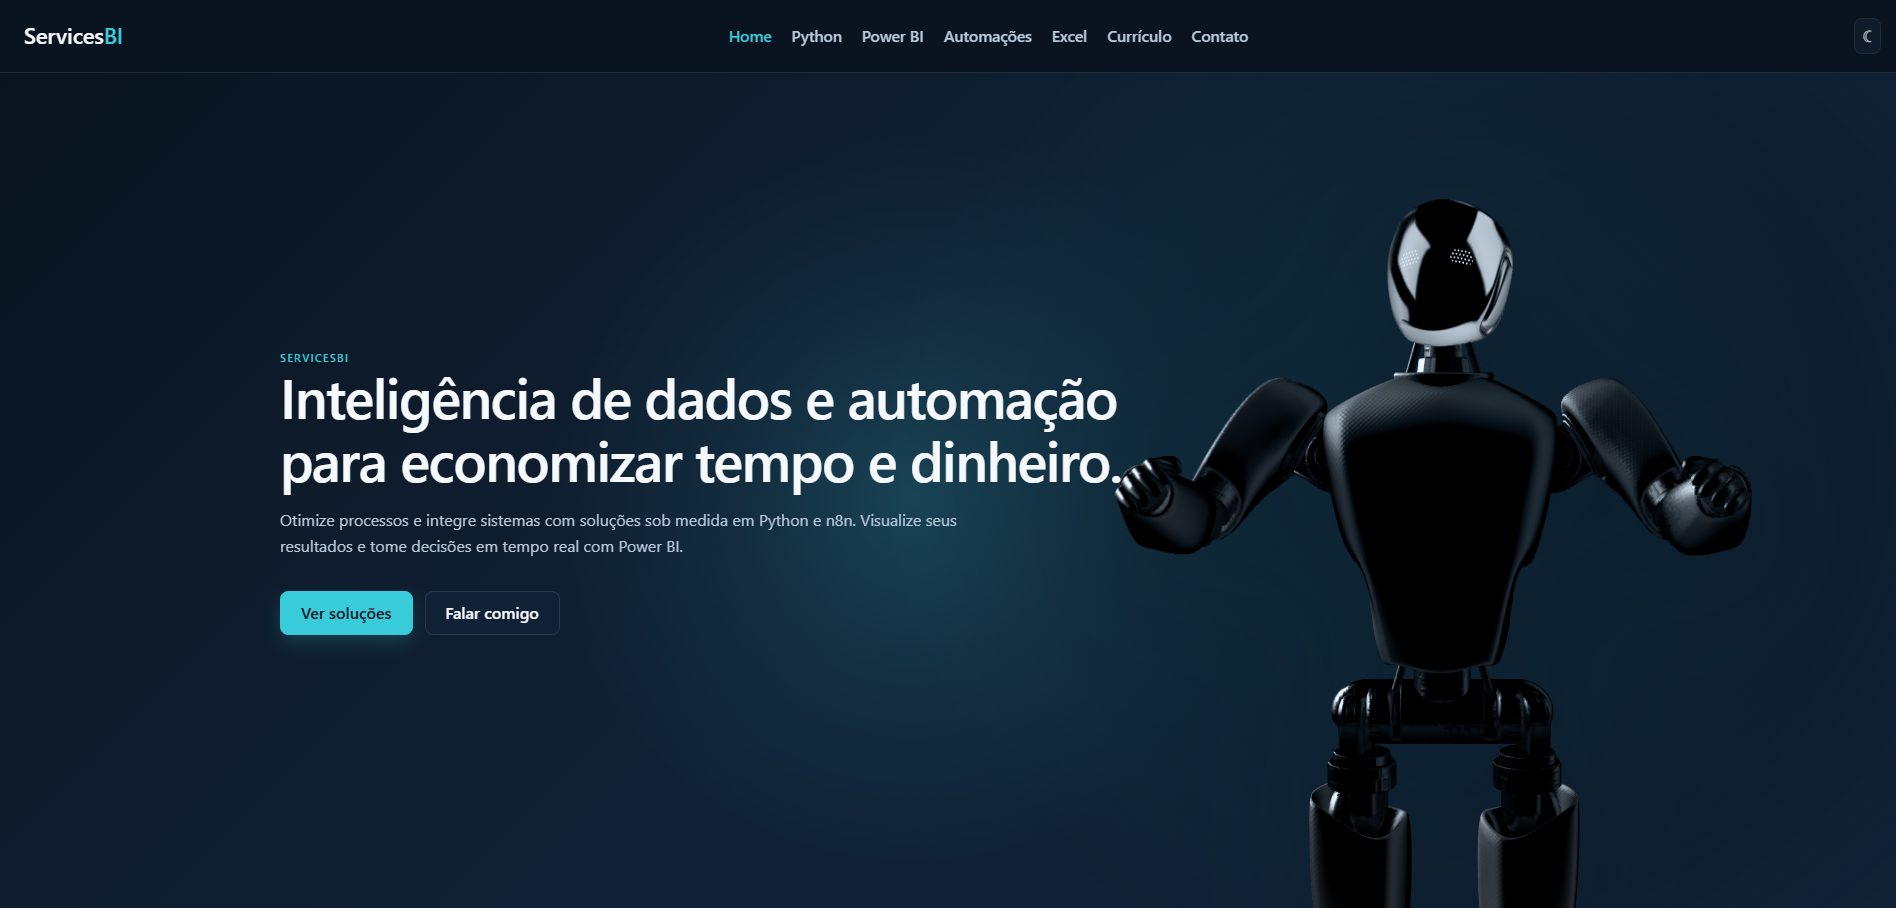 ServicesBI
Home Python Power BI Automações Excel Currículo Contato
SERVICESBI
Inteligência de dados e automação
para economizar tempo e dinheiro.
Otimize processos e integre sistemas com soluções sob medida em Python e n8n. Visualize seus
resultados e tome decisões em tempo real com Power BI.
Ver soluções Falar comigo